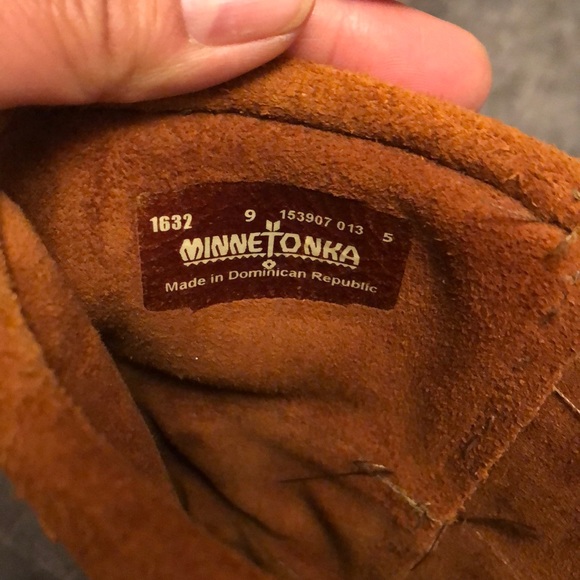 1632 9 153907 013 5
MINNETONKA
Made in Dominican Republic